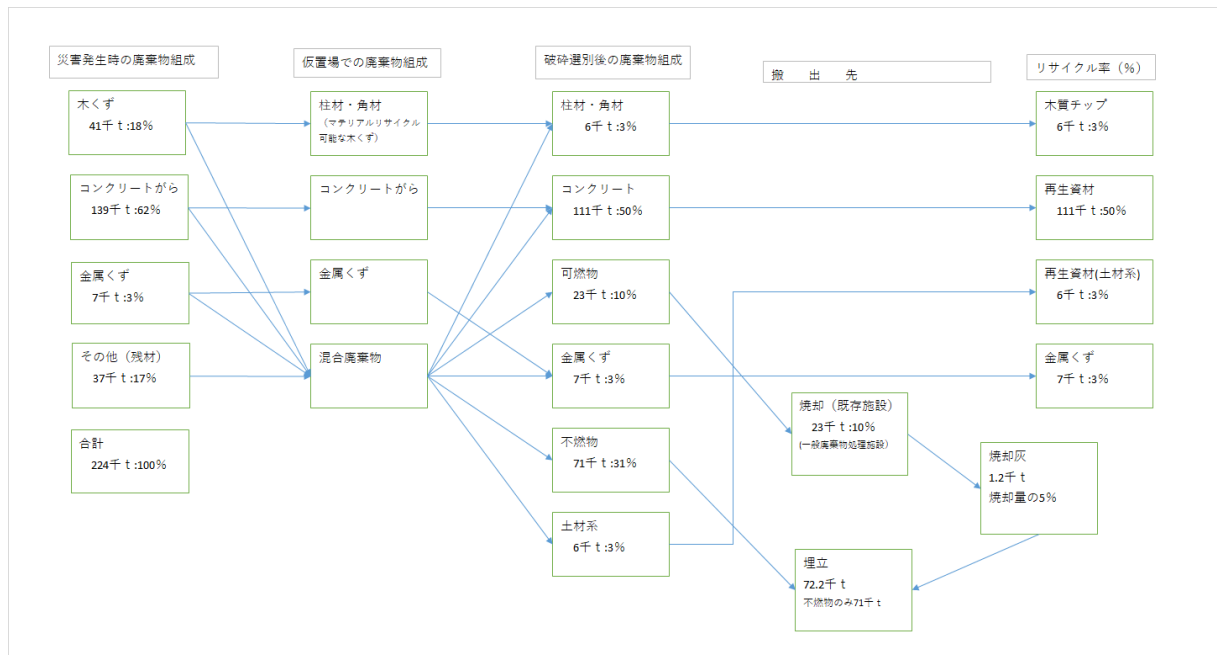 災害発生時の廃棄物組成
仮置場での廃棄物組成
破砕選別後の廃棄物組成
搬 出 先
リサイクル率（%）
木くず
41千ｔ:18%
コンクリートがら
139千ｔ:62%
金属くず
7千ｔ:3%
その他（残材）
37千ｔ:17%
合計
224千ｔ:100%
柱材・角材
（マテリアルリサイクル
可能な木くず）
コンクリートがら
金属くず
混合廃棄物
柱材・角材
6千ｔ:3%
コンクリート
111千ｔ:50%
可燃物
23千ｔ:10%
金属くず
7千ｔ:3%
不燃物
71千ｔ:31%
土材系
6千ｔ:3%
焼却（既存施設）
23千ｔ:10%
(一般廃棄物処理施設）
焼却灰
1.2千ｔ
焼却量の5%
埋立
72.2千ｔ
不燃物のみ71千ｔ
木質チップ
6千ｔ:3%
再生資材
111千ｔ:50%
再生資材(土材系)
6千ｔ:3%
金属くず
7千ｔ:3%